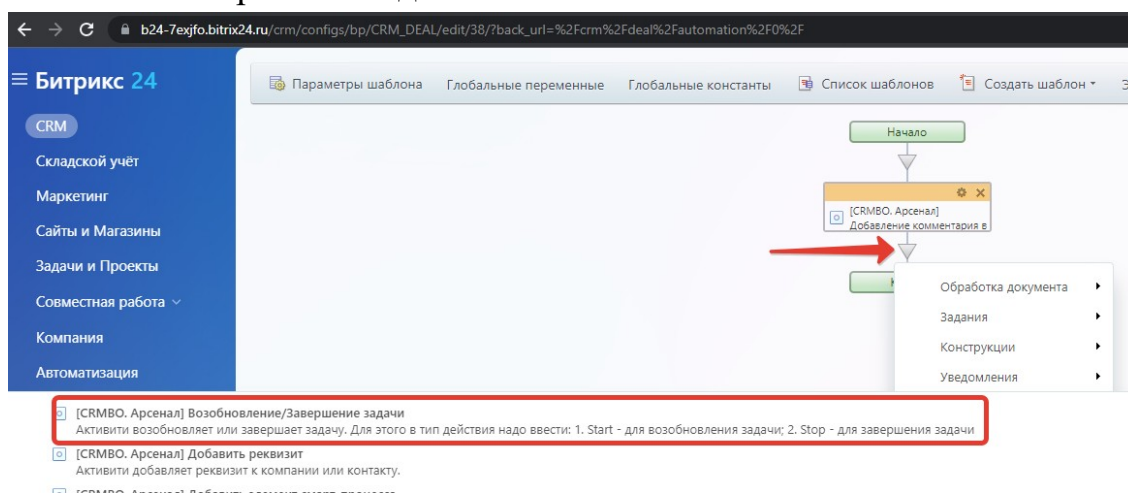 b24-7exjfo.bitrix24.ru/crm/configs/bp/CRM_DEAL/edit/38/?back_url=%2Fcrm%2Fdeal%2Fautomation%2F0%2F
Битрикс 24
Параметры шаблона Глобальные переменные Глобальные константы Список шаблонов Создать шаблон
CRM
Начало
Складской учёт
Маркетинг
[CRMBO. Арсенал]
Добавление комментария в
Сайты и Магазины
Задачи и Проекты
Обработка документа
Совместная работа
Задания
Компания
Конструкции
Автоматизация
Уведомления
[CRMBO. Арсенал] Возобновление/Завершение задачи
Активити возобновляет или завершает задачу. Для этого в тип действия надо ввести: 1. Start - для возобновления задачи; 2. Stop - для завершения задачи
[CRMBO. Арсенал] Добавить реквизит
Активити добавляет реквизит к компании или контакту.